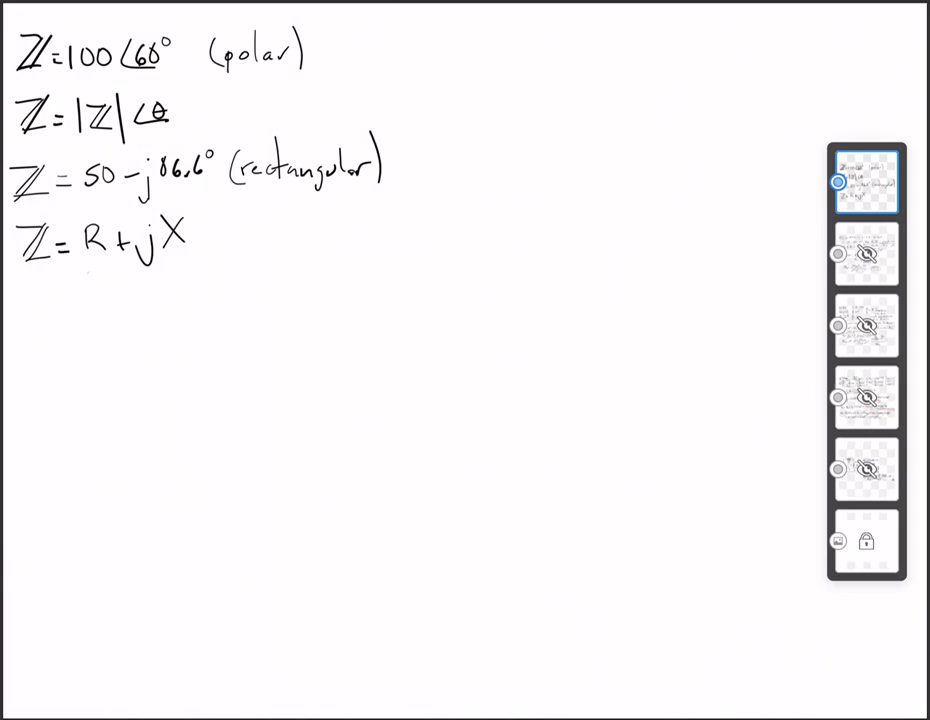 Z=100∠60° (polar)
Z=|Z|∠θ
Z=50-j86.6° (rectangular)
Z=R+jX